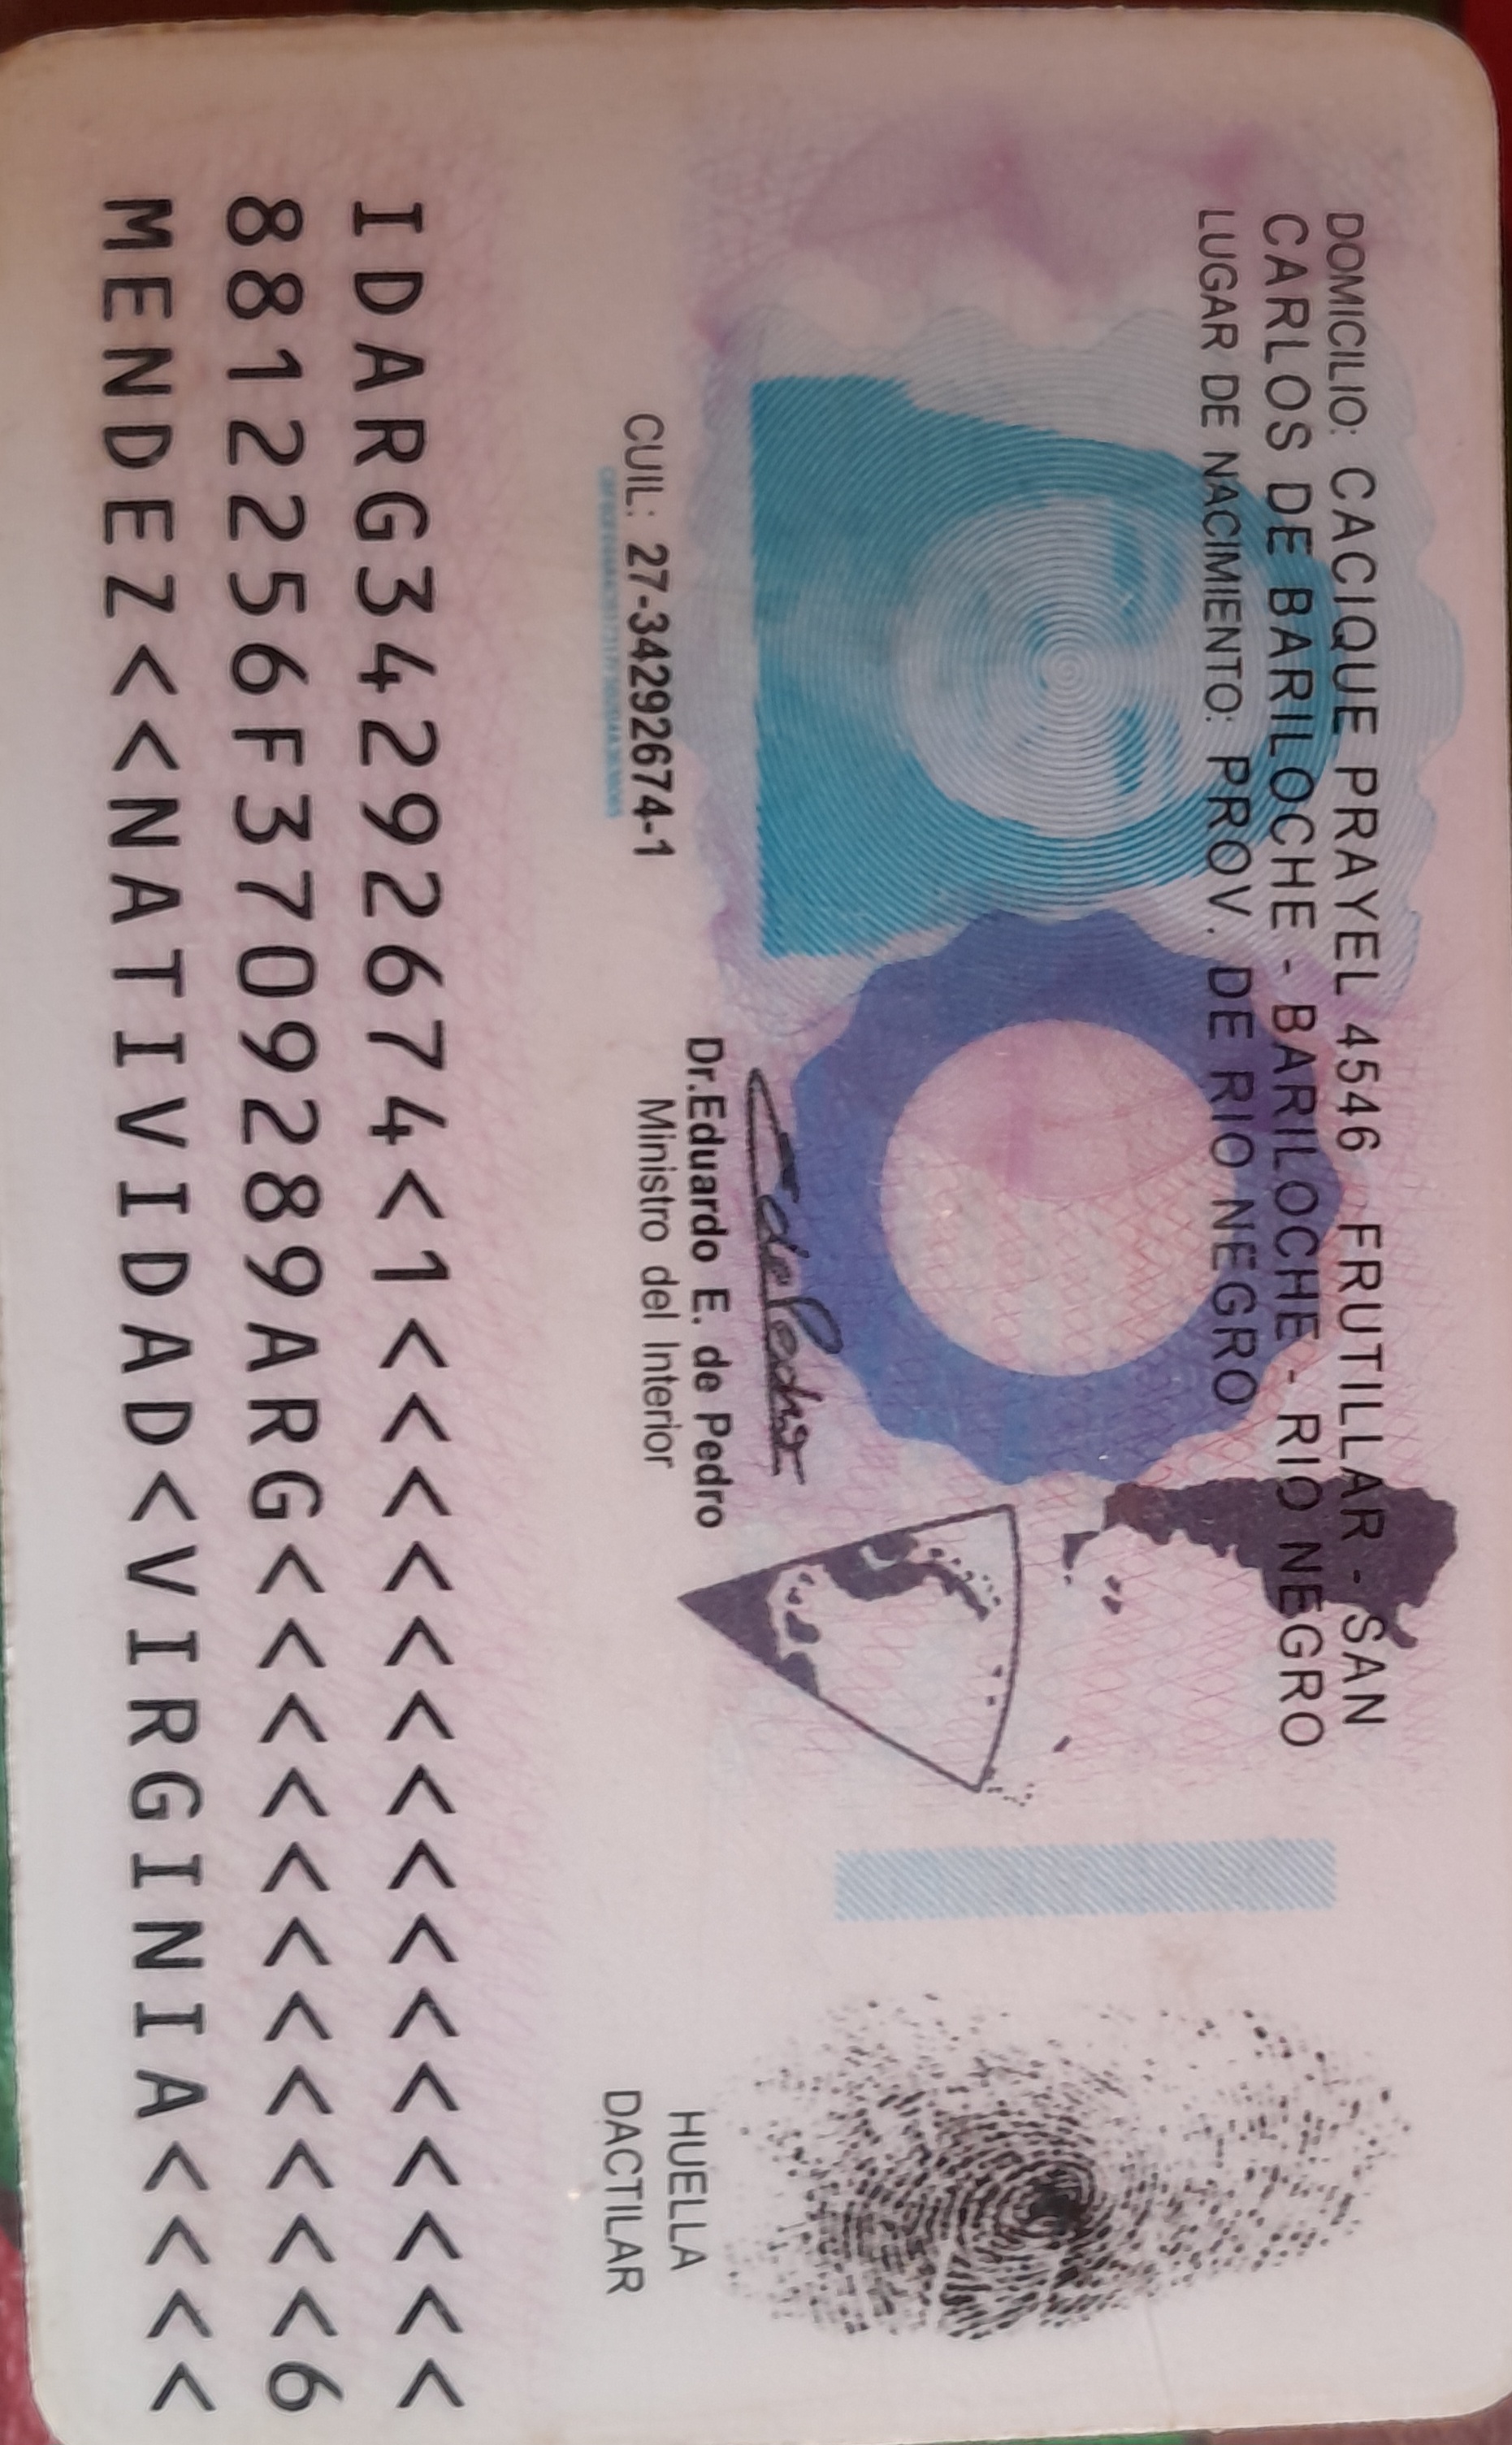 DOMICILIO: CACIQUE PRAYEL 4546 FRUTILLAR - SAN
CARLOS DE BARILOCHE - BARILOCHE - RIO NEGRO
LUGAR DE NACIMIENTO: PROV. DE RIO NEGRO
Dr.Eduardo E. de Pedro
Ministro del Interior
CUIL: 27-34292674-1
HUELLA
DACTILAR
IDARG34292674<1<<<<<<<<<<<<<<<
8812256F3709289ARG<<<<<<<<<<<6
MENDEZ<<NATIVIDAD<VIRGINIA<<<<